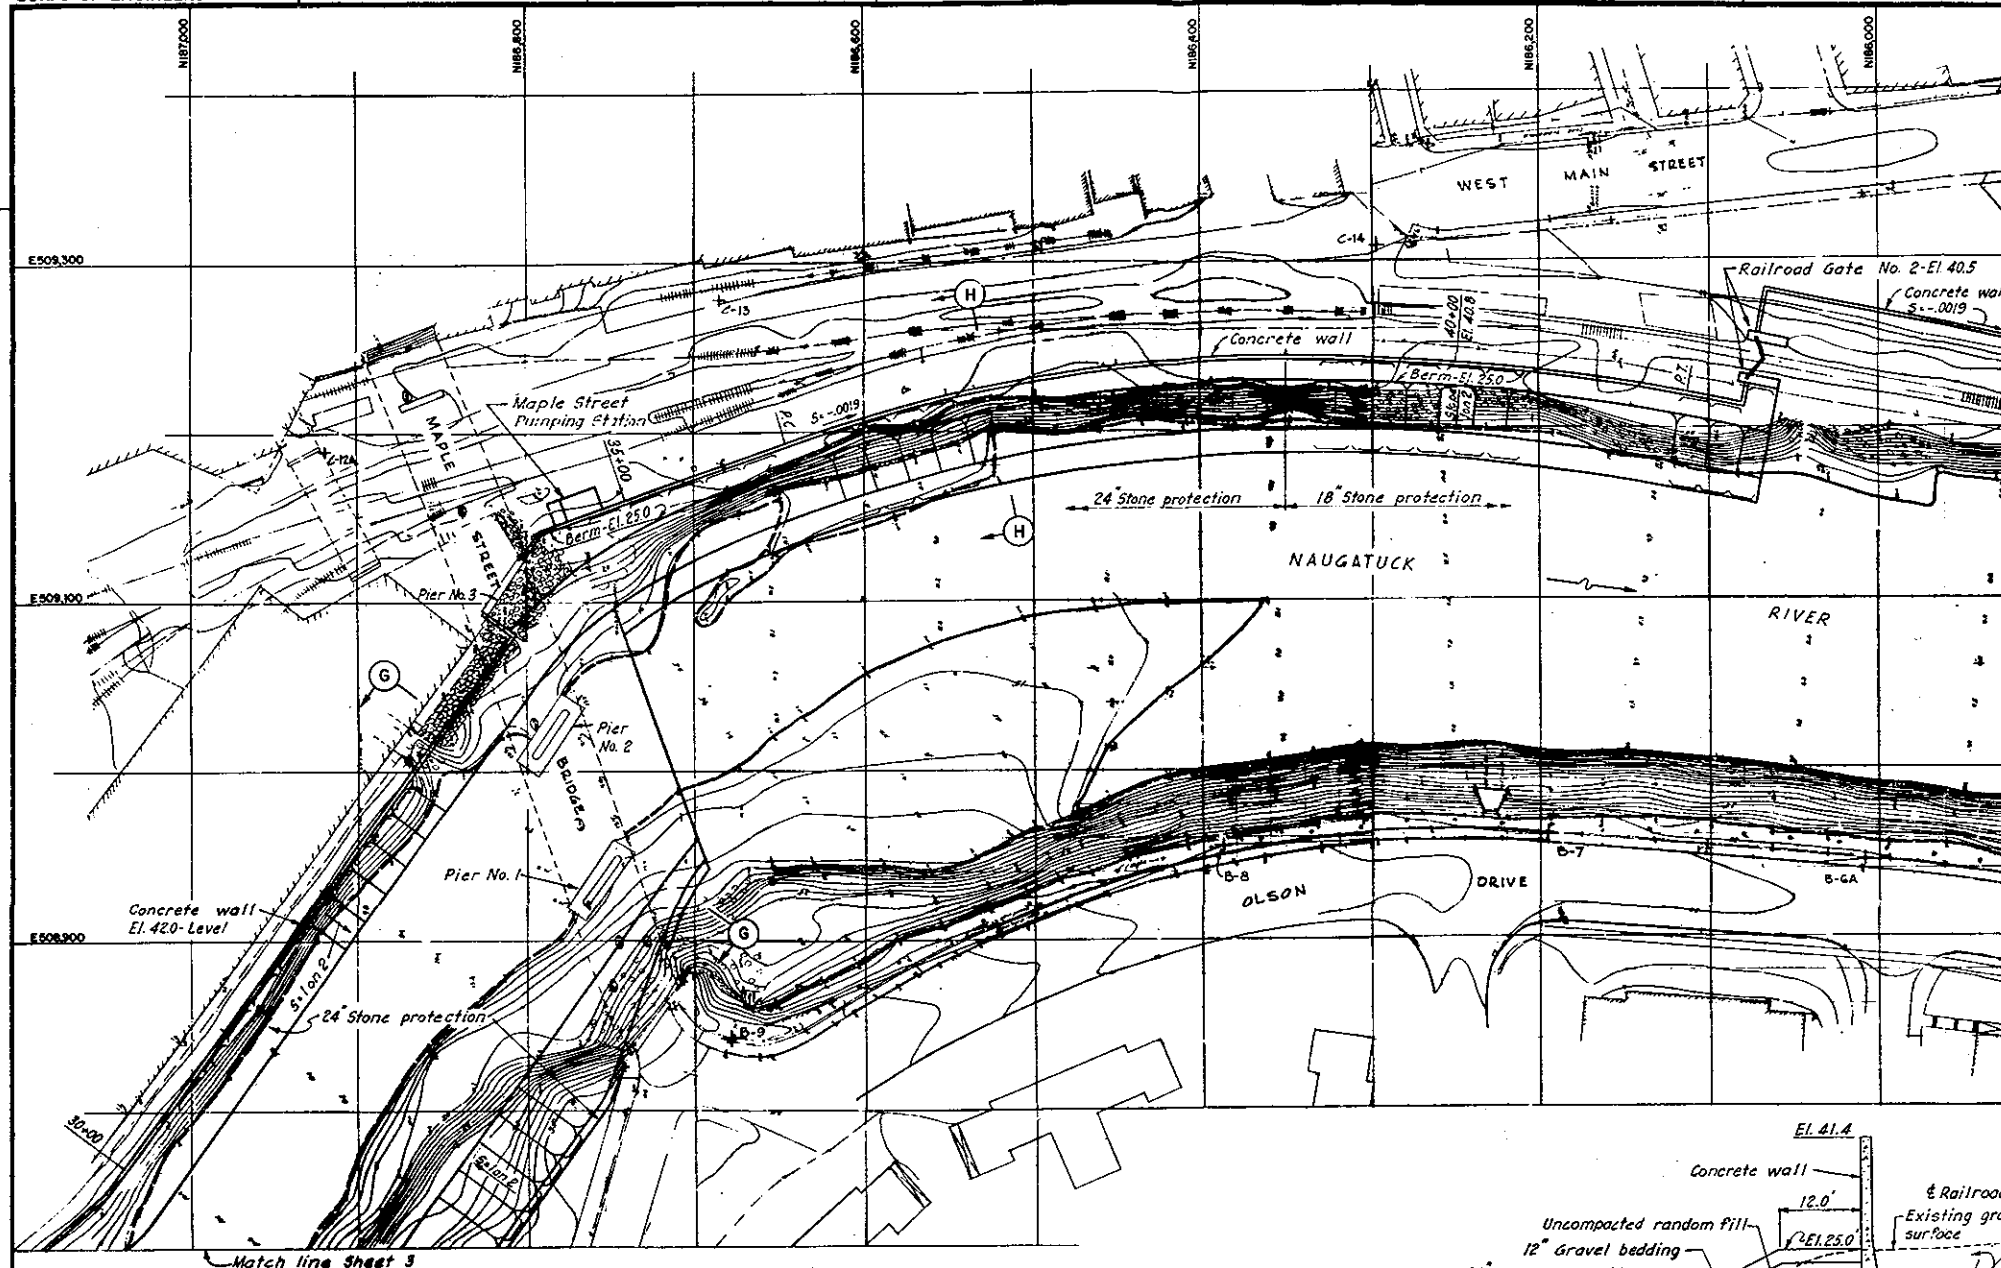 N187,000
N186,800
N186,600
N186,400
N186,200
N186,000
WEST MAIN STREET
C-14
E509,300
Railroad Gate No. 2-El. 40.5
H
C-13
40+00
El. 40.8
Concrete wa
S=-.0019
Concrete wall
Berm-El. 25.0
P.T.
Maple Street
Pumping Station
MAPLE
STREET
P.C.
S=-.0019
35+00
C-12A
24" Stone protection
18" Stone protection
Berm-El. 25.0
H
NAUGATUCK
RIVER
E509,100
Pier No. 3
G
Pier
No. 2
BRIDGE
Pier No. 1
B-7
B-8
B-6A
OLSON DRIVE
Concrete wall
El. 42.0-Level
E508,900
G
S=1 on 2
24" Stone protection
B-9
30+00
S=1 on 2
Match line Sheet 3
El. 41.4
Concrete wall
12.0'
℄ Railroa
Uncompacted random fill
Existing gro
surface
El. 25.0'
12" Gravel bedding